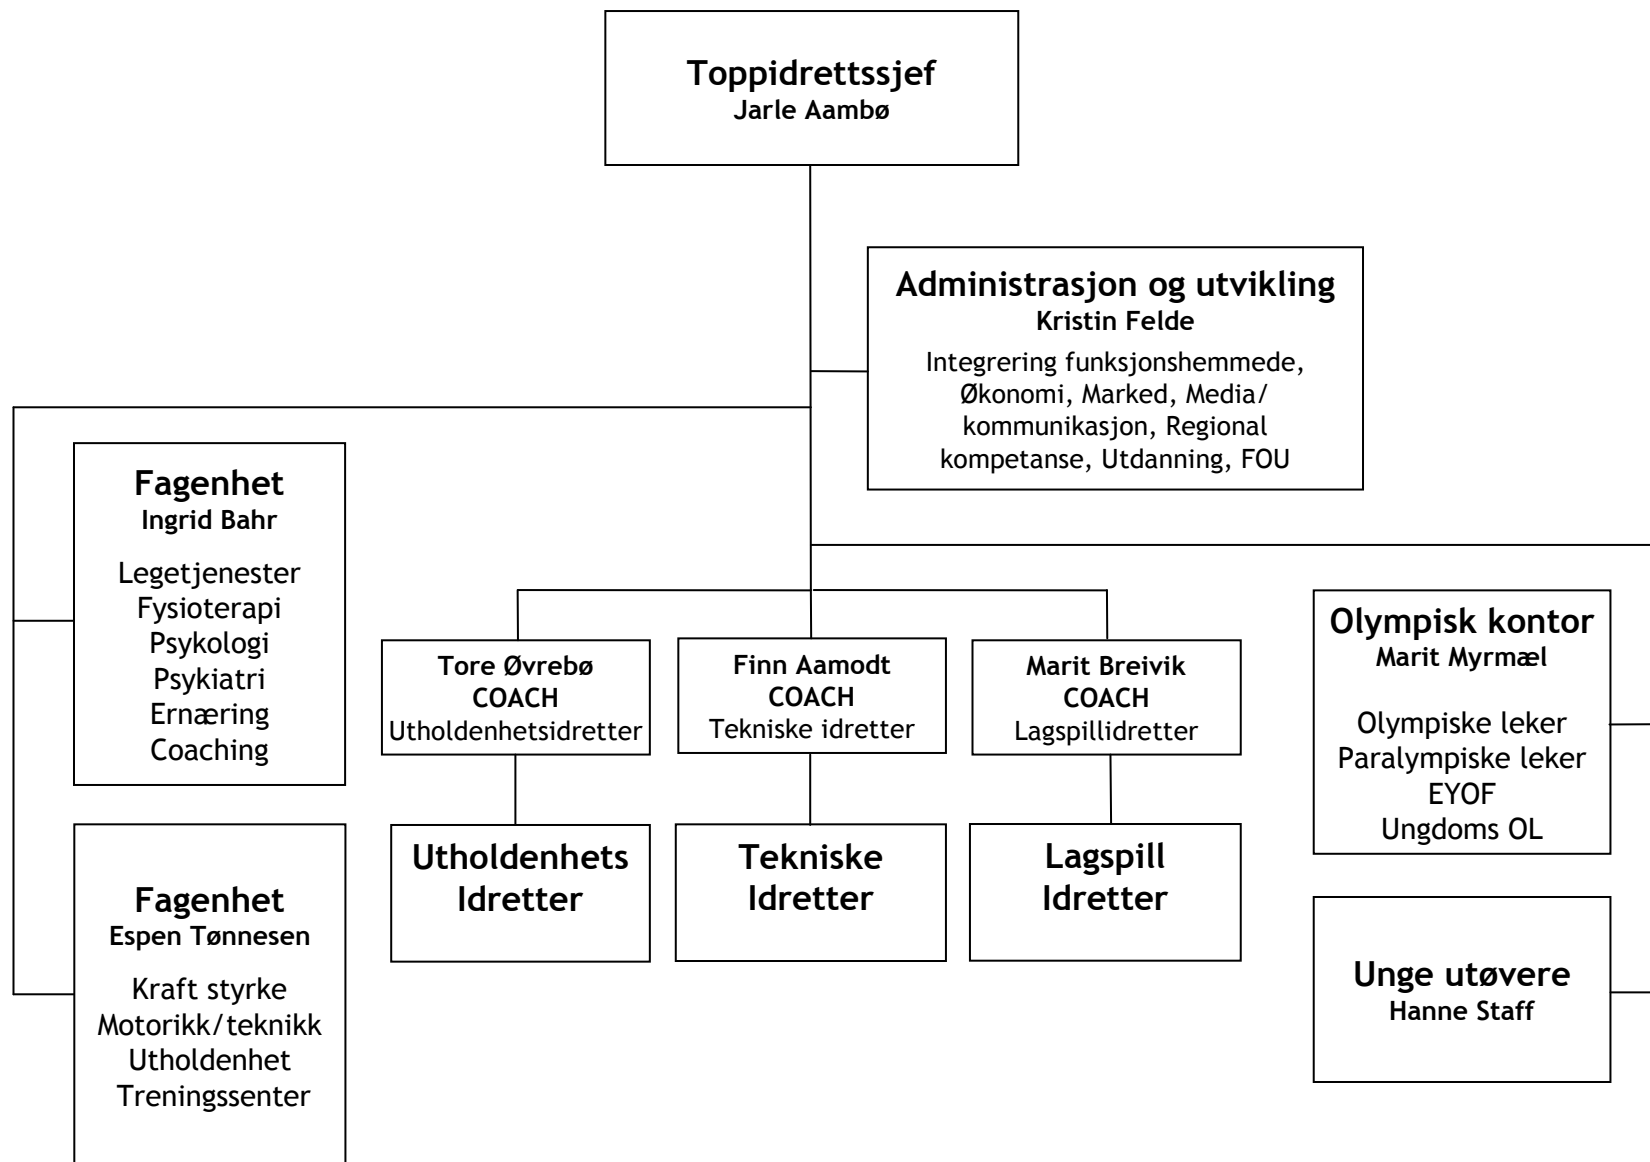 Toppidrettssjef
Jarle Aambø
Administrasjon og utvikling
Kristin Felde
Integrering funksjonshemmede,
Økonomi, Marked, Media/
kommunikasjon, Regional
kompetanse, Utdanning, FOU
Fagenhet
Ingrid Bahr
Legetjenester
Fysioterapi
Psykologi
Psykiatri
Ernæring
Coaching
Tore Øvrebø
COACH
Utholdenhetsidretter
Finn Aamodt
COACH
Tekniske idretter
Marit Breivik
COACH
Lagspillidretter
Olympisk kontor
Marit Myrmæl
Olympiske leker
Paralympiske leker
EYOF
Ungdoms OL
Fagenhet
Espen Tønnesen
Kraft styrke
Motorikk/teknikk
Utholdenhet
Treningssenter
Utholdenhets
Idretter
Tekniske
Idretter
Lagspill
Idretter
Unge utøvere
Hanne Staff